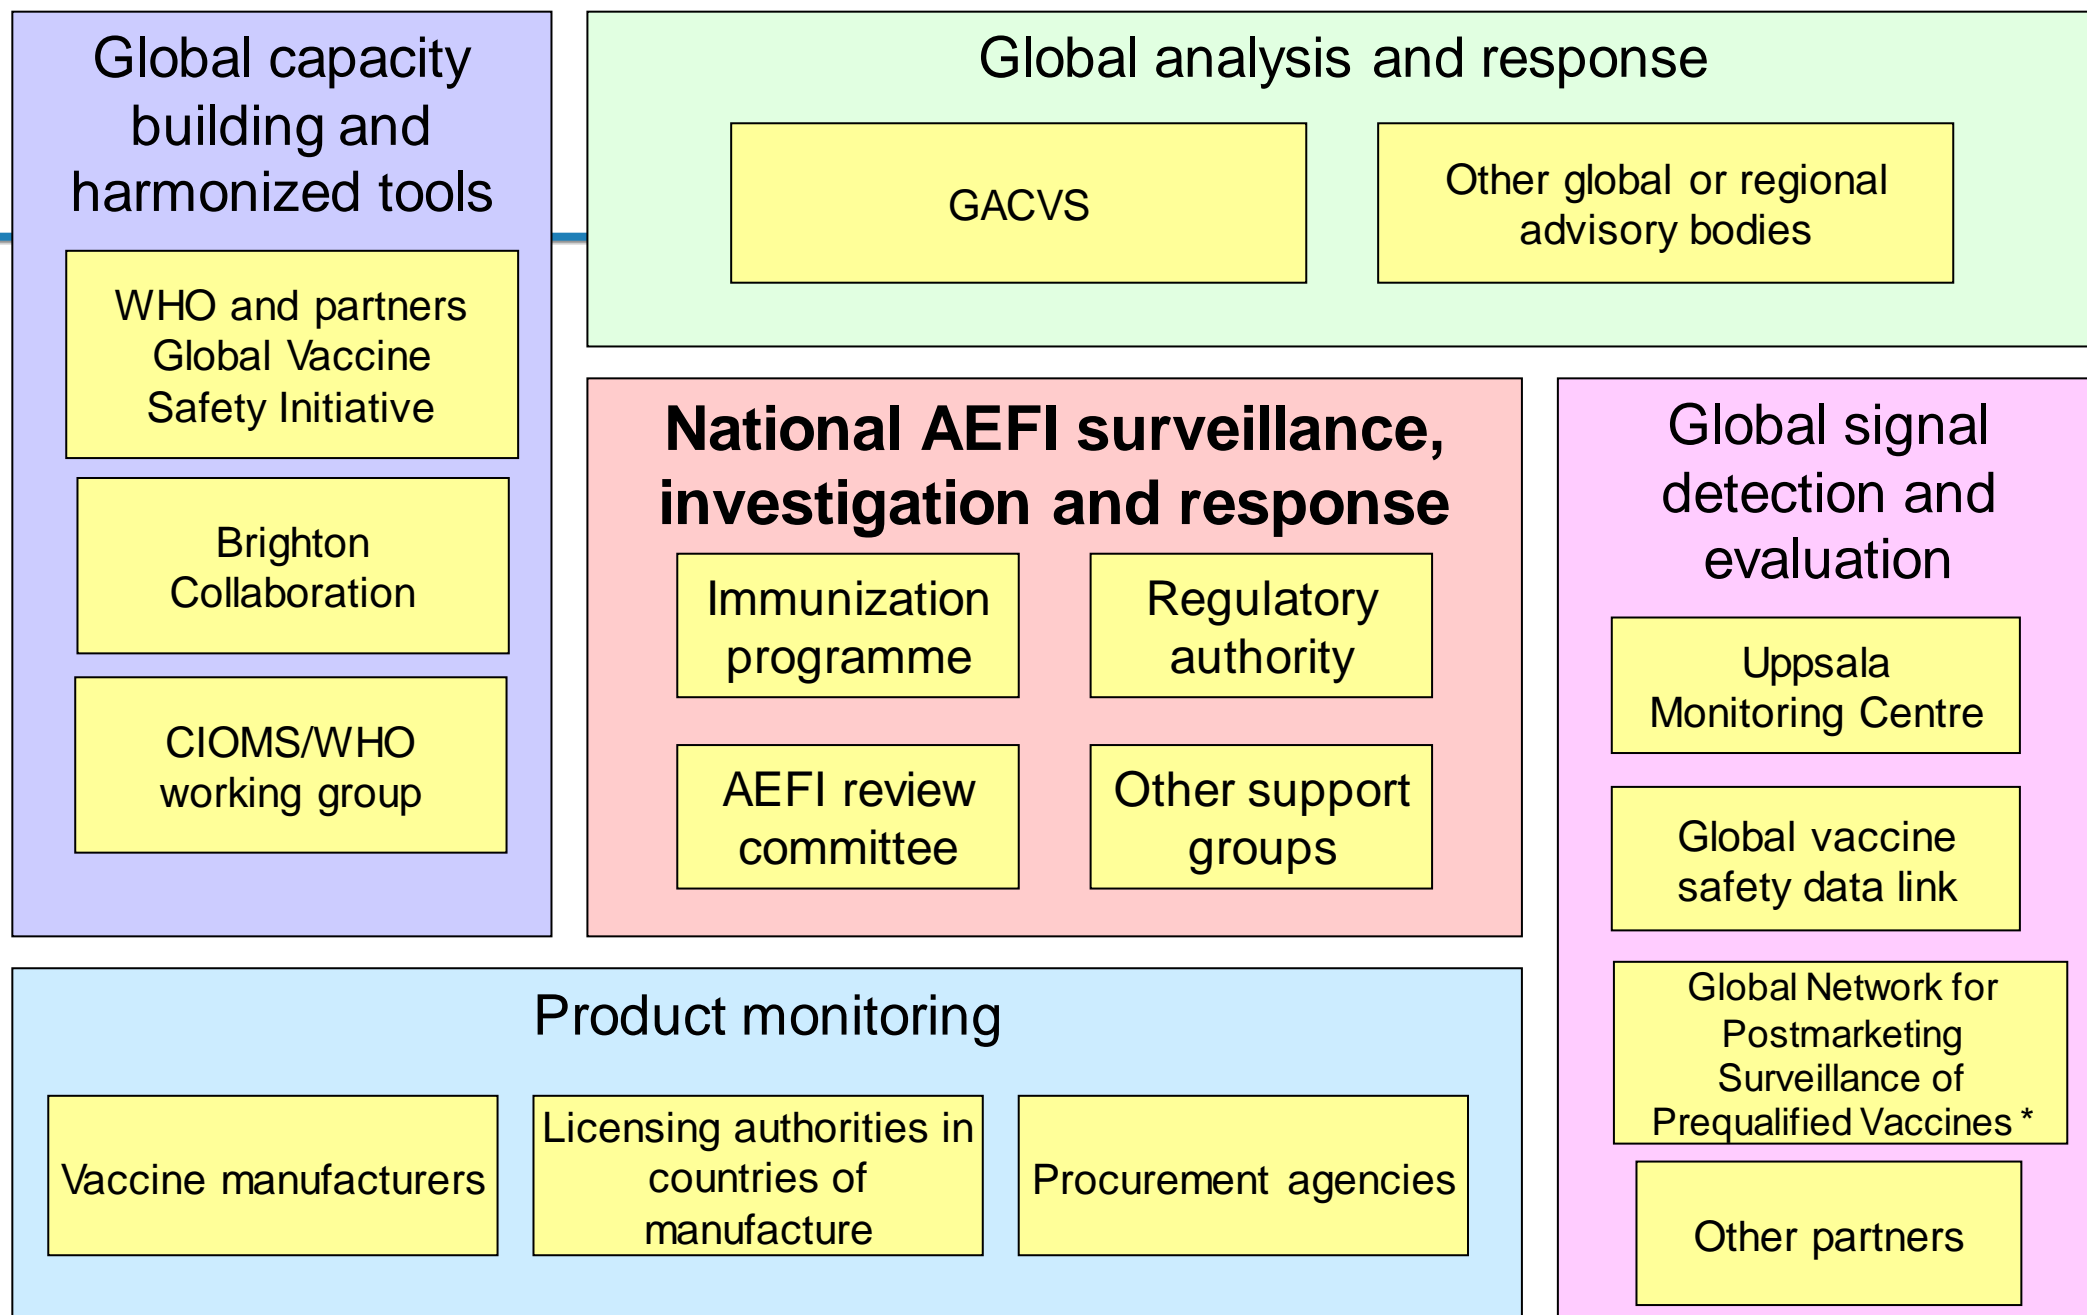 Global capacity
building and
harmonized tools
WHO and partners
Global Vaccine
Safety Initiative
Brighton
Collaboration
CIOMS/WHO
working group
Global analysis and response
GACVS
Other global or regional
advisory bodies
National AEFI surveillance,
investigation and response
Immunization
programme
Regulatory
authority
AEFI review
committee
Other support
groups
Global signal
detection and
evaluation
Uppsala
Monitoring Centre
Global vaccine
safety data link
Global Network for
Postmarketing
Surveillance of
Prequalified Vaccines *
Other partners
Product monitoring
Vaccine manufacturers
Licensing authorities in
countries of
manufacture
Procurement agencies